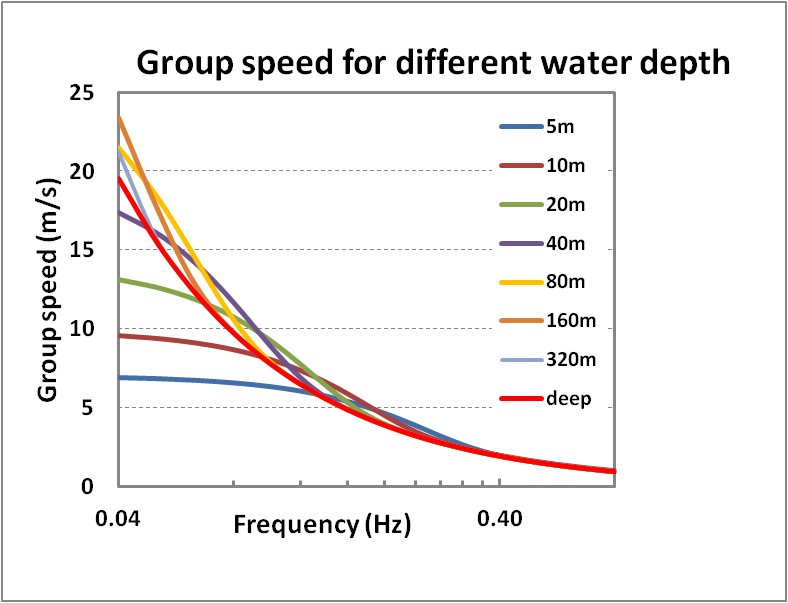 Group speed for different water depth
25
20
15
10
5
0
Group speed (m/s)
5m
10m
20m
40m
80m
160m
320m
deep
0.04
0.40
Frequency (Hz)